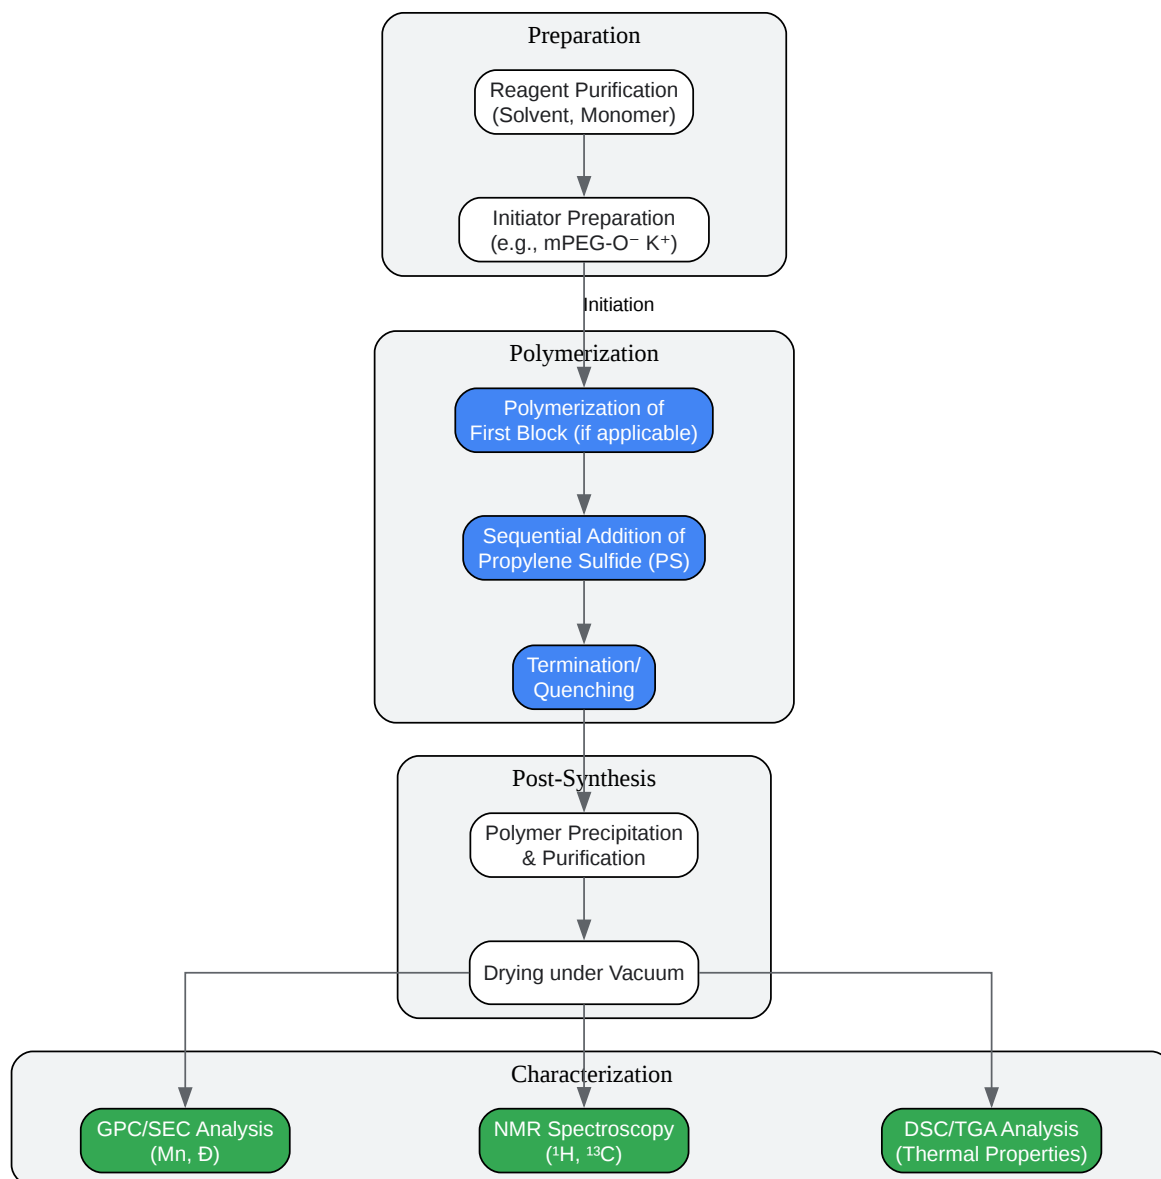 Preparation
Reagent Purification
(Solvent, Monomer)
Initiator Preparation
(e.g., mPEG-O⁻ K⁺)
Initiation
Polymerization
Polymerization of
First Block (if applicable)
Sequential Addition of
Propylene Sulfide (PS)
Termination/
Quenching
Post-Synthesis
Polymer Precipitation
& Purification
Drying under Vacuum
Characterization
GPC/SEC Analysis
(Mn, Đ)
NMR Spectroscopy
(¹H, ¹³C)
DSC/TGA Analysis
(Thermal Properties)